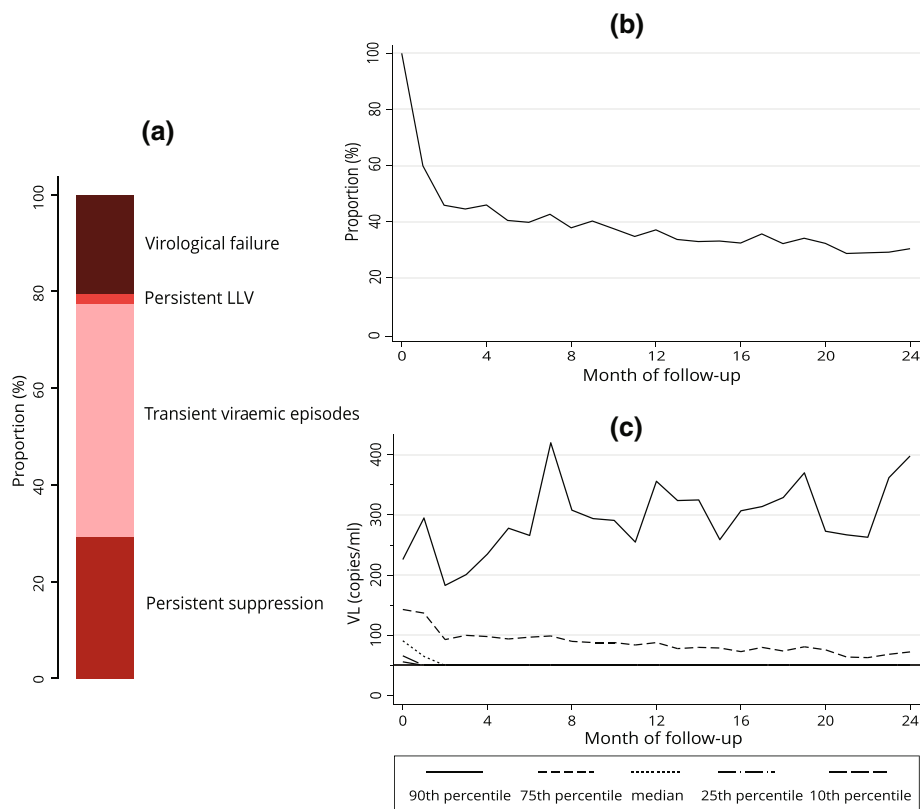 (a)
Proportion (%)
100
80
60
40
20
0
Virological failure
Persistent LLV
Transient viraemic episodes
Persistent suppression
(b)
Proportion (%)
100
80
60
40
20
0
0 4 8 12 16 20 24
Month of follow-up
(c)
VL (copies/ml)
400
300
200
100
0
0 4 8 12 16 20 24
Month of follow-up
90th percentile 75th percentile median 25th percentile 10th percentile